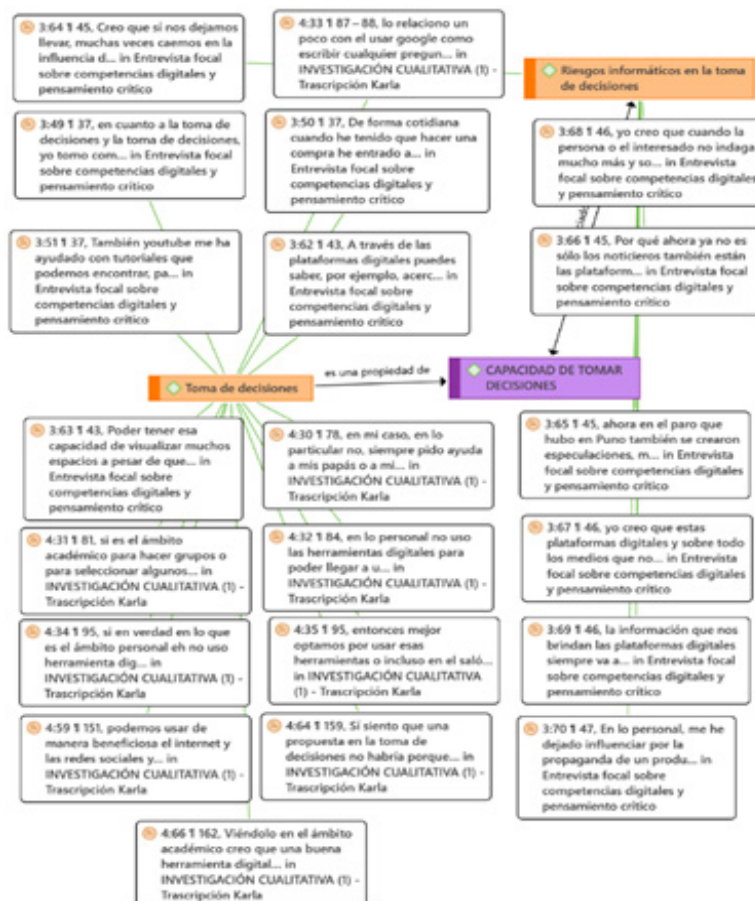 3:64 ¶ 45, Creo que si nos dejamos
llevar, muchas veces caemos en la
influencia d... in Entrevista focal
sobre competencias digitales y
pensamiento crítico
4:33 ¶ 87 – 88, lo relaciono un
poco con el usar google como
escribir cualquier pregun... in
INVESTIGACIÓN CUALITATIVA (1) -
Trascripción Karla
Riesgos informáticos en la toma
de decisiones
3:49 ¶ 37, en cuanto a la toma de
decisiones y la toma de decisiones,
yo tomo com... in Entrevista focal
sobre competencias digitales y
pensamiento crítico
3:50 ¶ 37, De forma cotidiana
cuando he tenido que hacer una
compra he entrado a... in
Entrevista focal sobre
competencias digitales y
pensamiento crítico
3:68 ¶ 46, yo creo que cuando la
persona o el interesado no indaga
mucho más y so... in Entrevista
focal sobre competencias digitales
y pensamiento crítico
3:51 ¶ 37, También youtube me ha
ayudado con tutoriales que
podemos encontrar, pa... in
Entrevista focal sobre
competencias digitales y
pensamiento crítico
3:62 ¶ 43, A través de las
plataformas digitales puedes
saber, por ejemplo, acerc... in
Entrevista focal sobre
competencias digitales y
pensamiento crítico
3:66 ¶ 45, Por qué ahora ya no es
sólo los noticieros también están
las plataform... in Entrevista focal
sobre competencias digitales y
pensamiento crítico
Toma de decisiones
es una propiedad de
CAPACIDAD DE TOMAR
DECISIONES
3:63 ¶ 43, Poder tener esa
capacidad de visualizar muchos
espacios a pesar de que... in
Entrevista focal sobre
competencias digitales y
pensamiento crítico
4:30 ¶ 78, en mi caso, en lo
particular no, siempre pido ayuda
a mis papás o a mi... in
INVESTIGACIÓN CUALITATIVA (1) -
Trascripción Karla
3:65 ¶ 45, ahora en el paro que
hubo en Puno también se crearon
especulaciones, m... in Entrevista
focal sobre competencias digitales
y pensamiento crítico
4:31 ¶ 81, si es el ámbito
académico para hacer grupos o
para seleccionar algunos... in
INVESTIGACIÓN CUALITATIVA (1) -
Trascripción Karla
4:32 ¶ 84, en lo personal no uso
las herramientas digitales para
poder llegar a u... in
INVESTIGACIÓN CUALITATIVA (1) -
Trascripción Karla
3:67 ¶ 46, yo creo que estas
plataformas digitales y sobre todo
los medios que no... in Entrevista
focal sobre competencias digitales
y pensamiento crítico
4:34 ¶ 95, si en verdad en lo que
es el ámbito personal eh no uso
herramienta dig... in
INVESTIGACIÓN CUALITATIVA (1) -
Trascripción Karla
4:35 ¶ 95, entonces mejor
optamos por usar esas
herramientas o incluso en el saló...
in INVESTIGACIÓN CUALITATIVA
(1) - Trascripción Karla
3:69 ¶ 46, la información que nos
brindan las plataformas digitales
siempre va a... in Entrevista focal
sobre competencias digitales y
pensamiento crítico
4:59 ¶ 151, podemos usar de
manera beneficiosa el internet y
las redes sociales y... in
INVESTIGACIÓN CUALITATIVA (1) -
Trascripción Karla
4:64 ¶ 159, Sí siento que una
propuesta en la toma de
decisiones no habría porque... in
INVESTIGACIÓN CUALITATIVA (1) -
Trascripción Karla
3:70 ¶ 47, En lo personal, me he
dejado influenciar por la
propaganda de un produ... in
Entrevista focal sobre
competencias digitales y
pensamiento crítico
4:66 ¶ 162, Viéndolo en el ámbito
académico creo que una buena
herramienta digital... in
INVESTIGACIÓN CUALITATIVA (1) -
Trascripción Karla